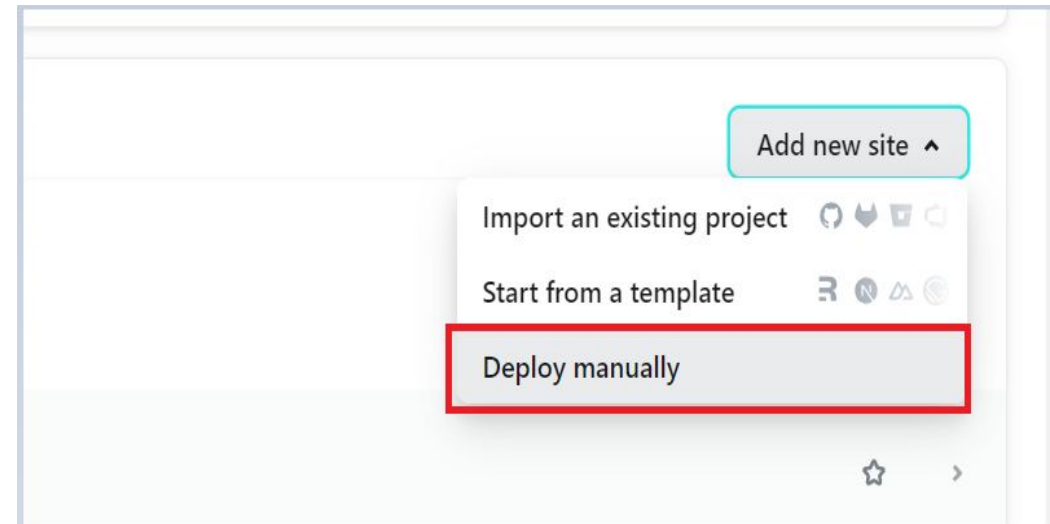 Add new site
Import an existing project
Start from a template
Deploy manually